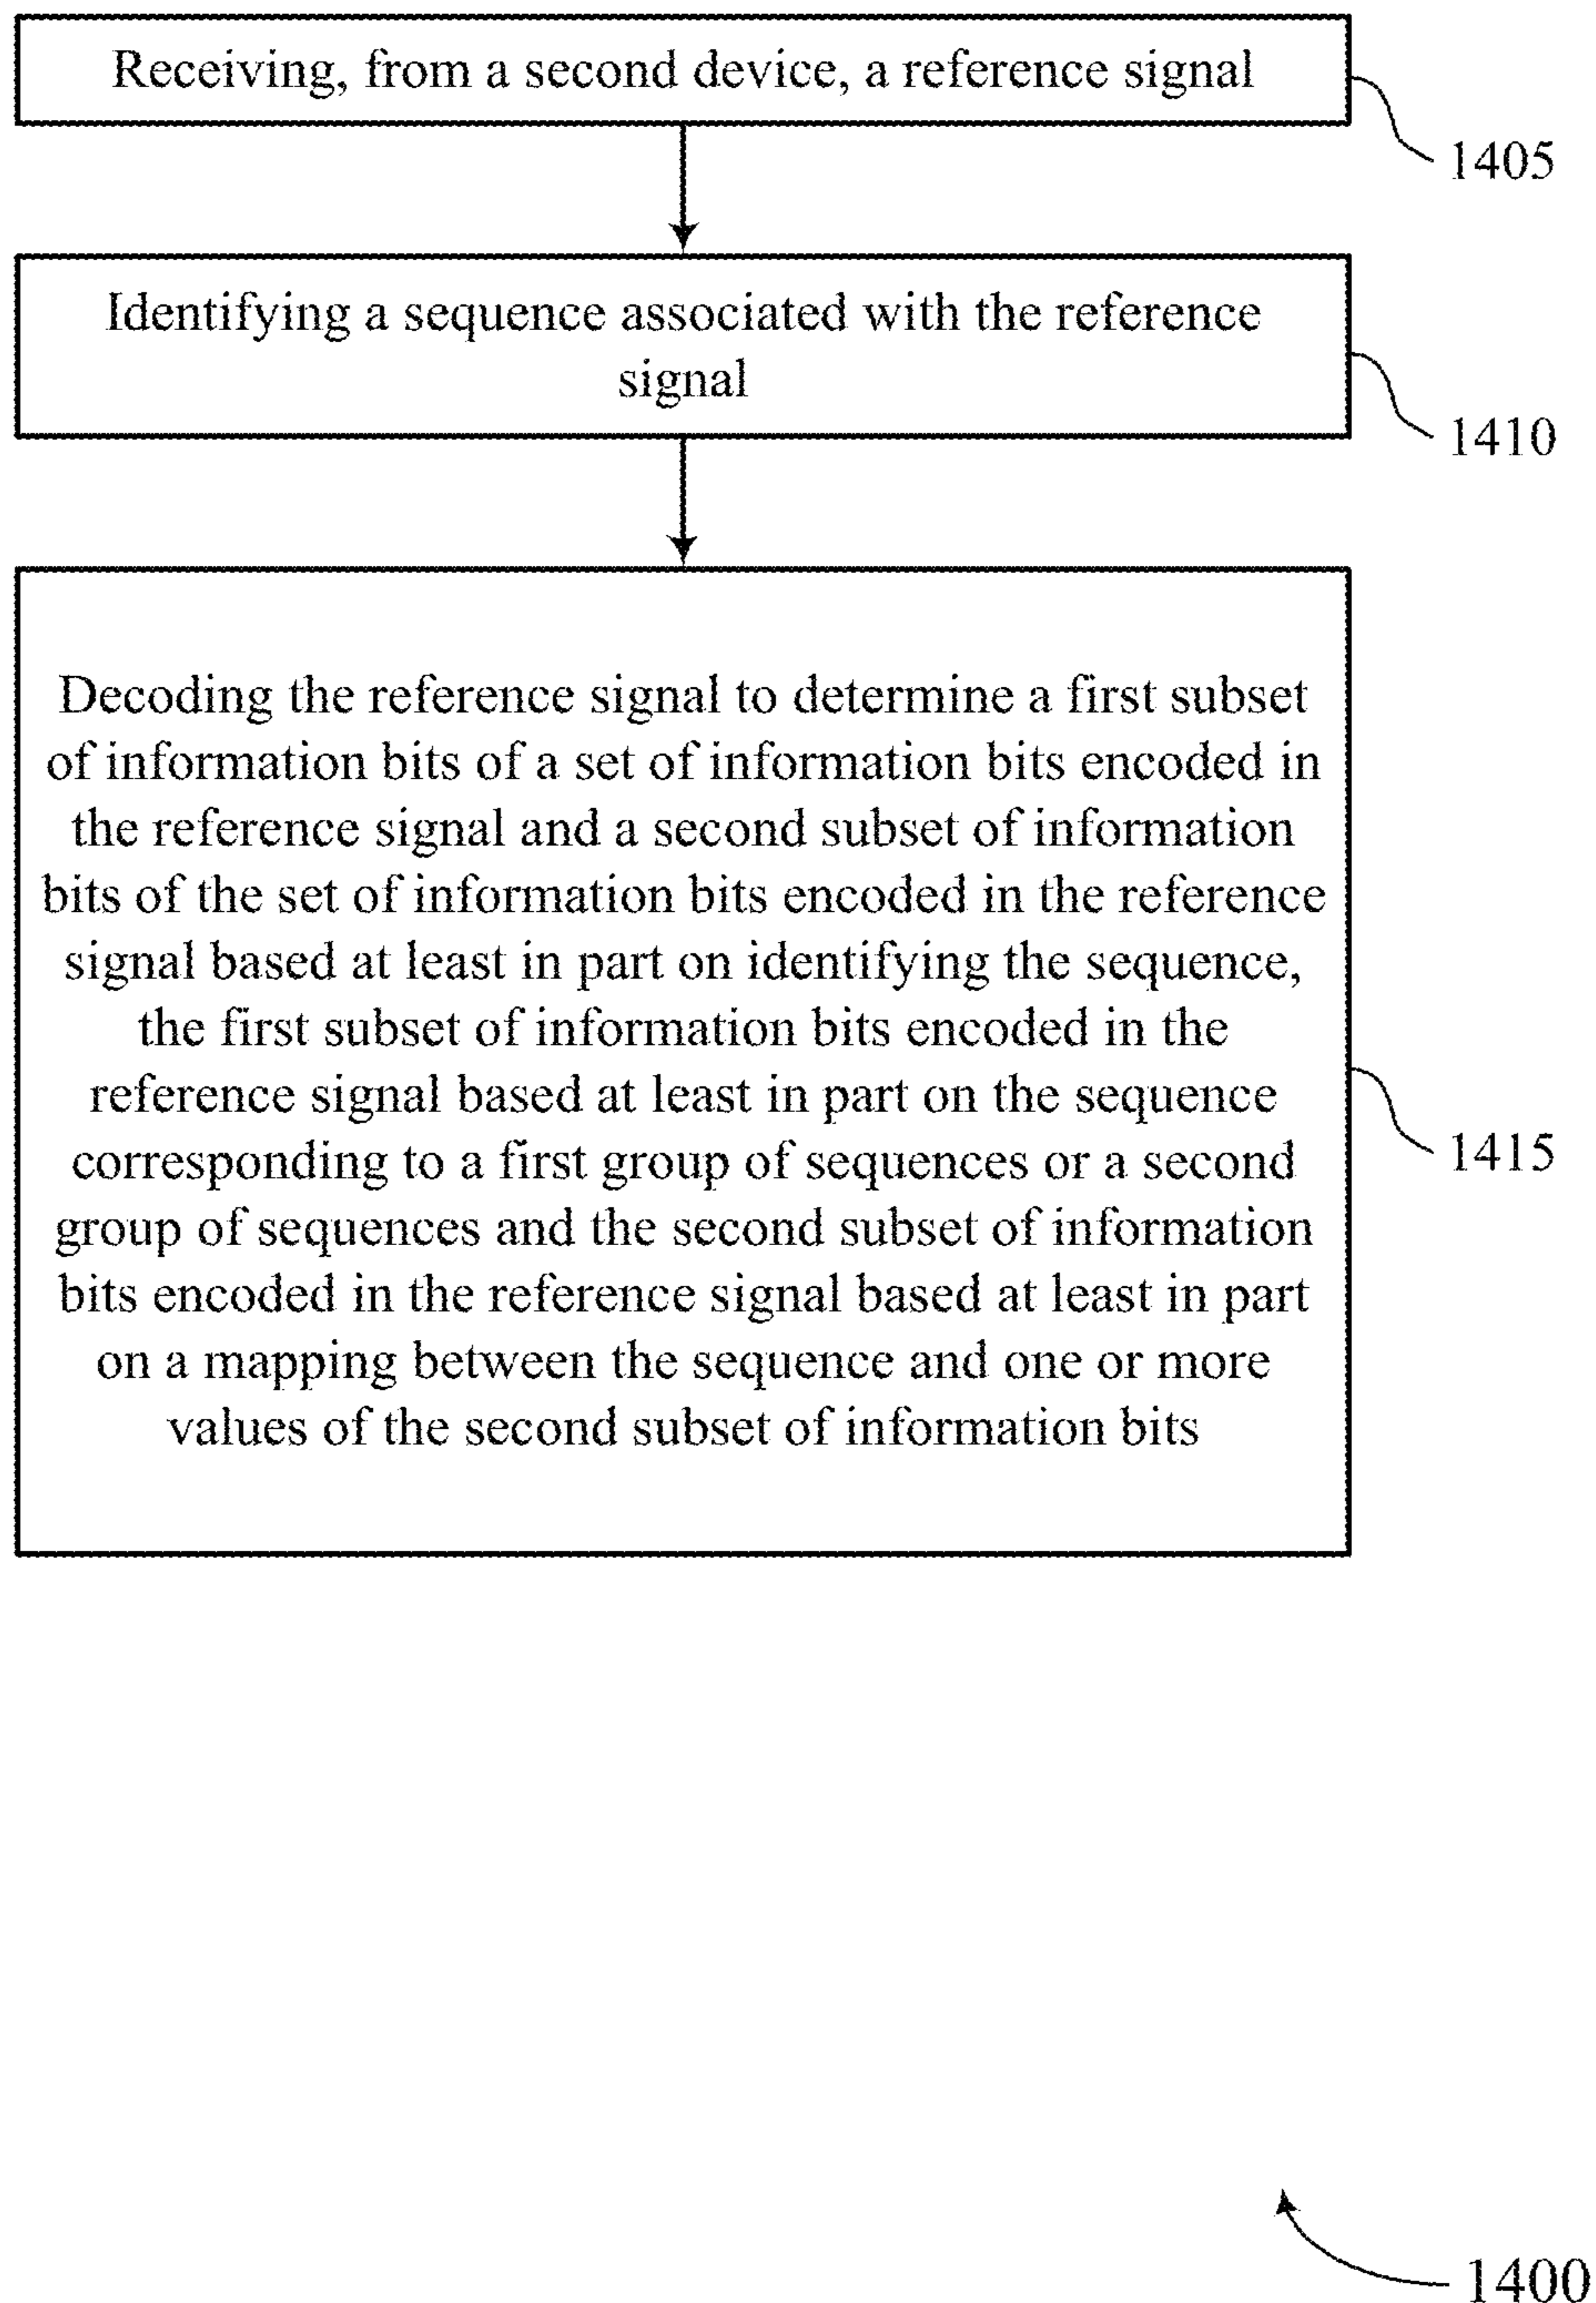 Receiving, from a second device, a reference signal
1405
Identifying a sequence associated with the reference
signal
1410
Decoding the reference signal to determine a first subset
of information bits of a set of information bits encoded in
the reference signal and a second subset of information
bits of the set of information bits encoded in the reference
signal based at least in part on identifying the sequence,
the first subset of information bits encoded in the
reference signal based at least in part on the sequence
corresponding to a first group of sequences or a second
group of sequences and the second subset of information
bits encoded in the reference signal based at least in part
on a mapping between the sequence and one or more
values of the second subset of information bits
1415
1400